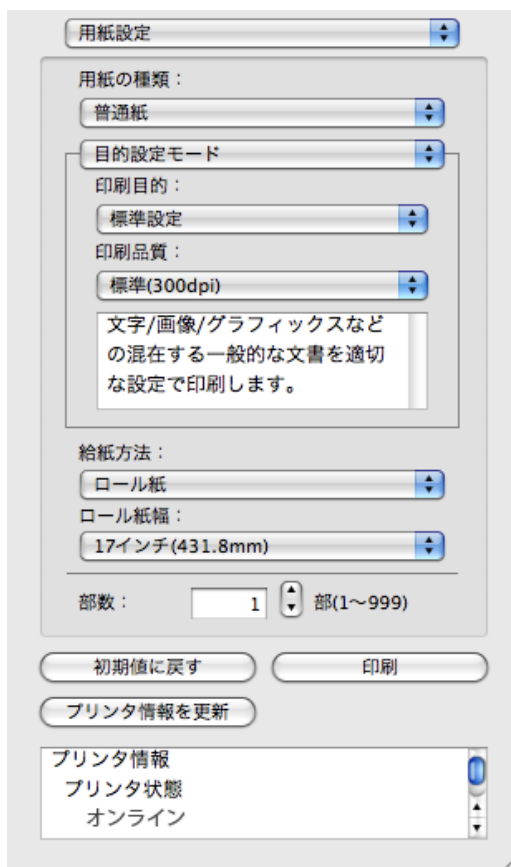 用紙設定
用紙の種類：
普通紙
目的設定モード
印刷目的：
標準設定
印刷品質：
標準(300dpi)
文字/画像/グラフィックスなど
の混在する一般的な文書を適切
な設定で印刷します。
給紙方法：
ロール紙
ロール紙幅：
17インチ(431.8mm)
部数： 1 部(1〜999)
初期値に戻す 印刷
プリンタ情報を更新
プリンタ情報
プリンタ状態
オンライン